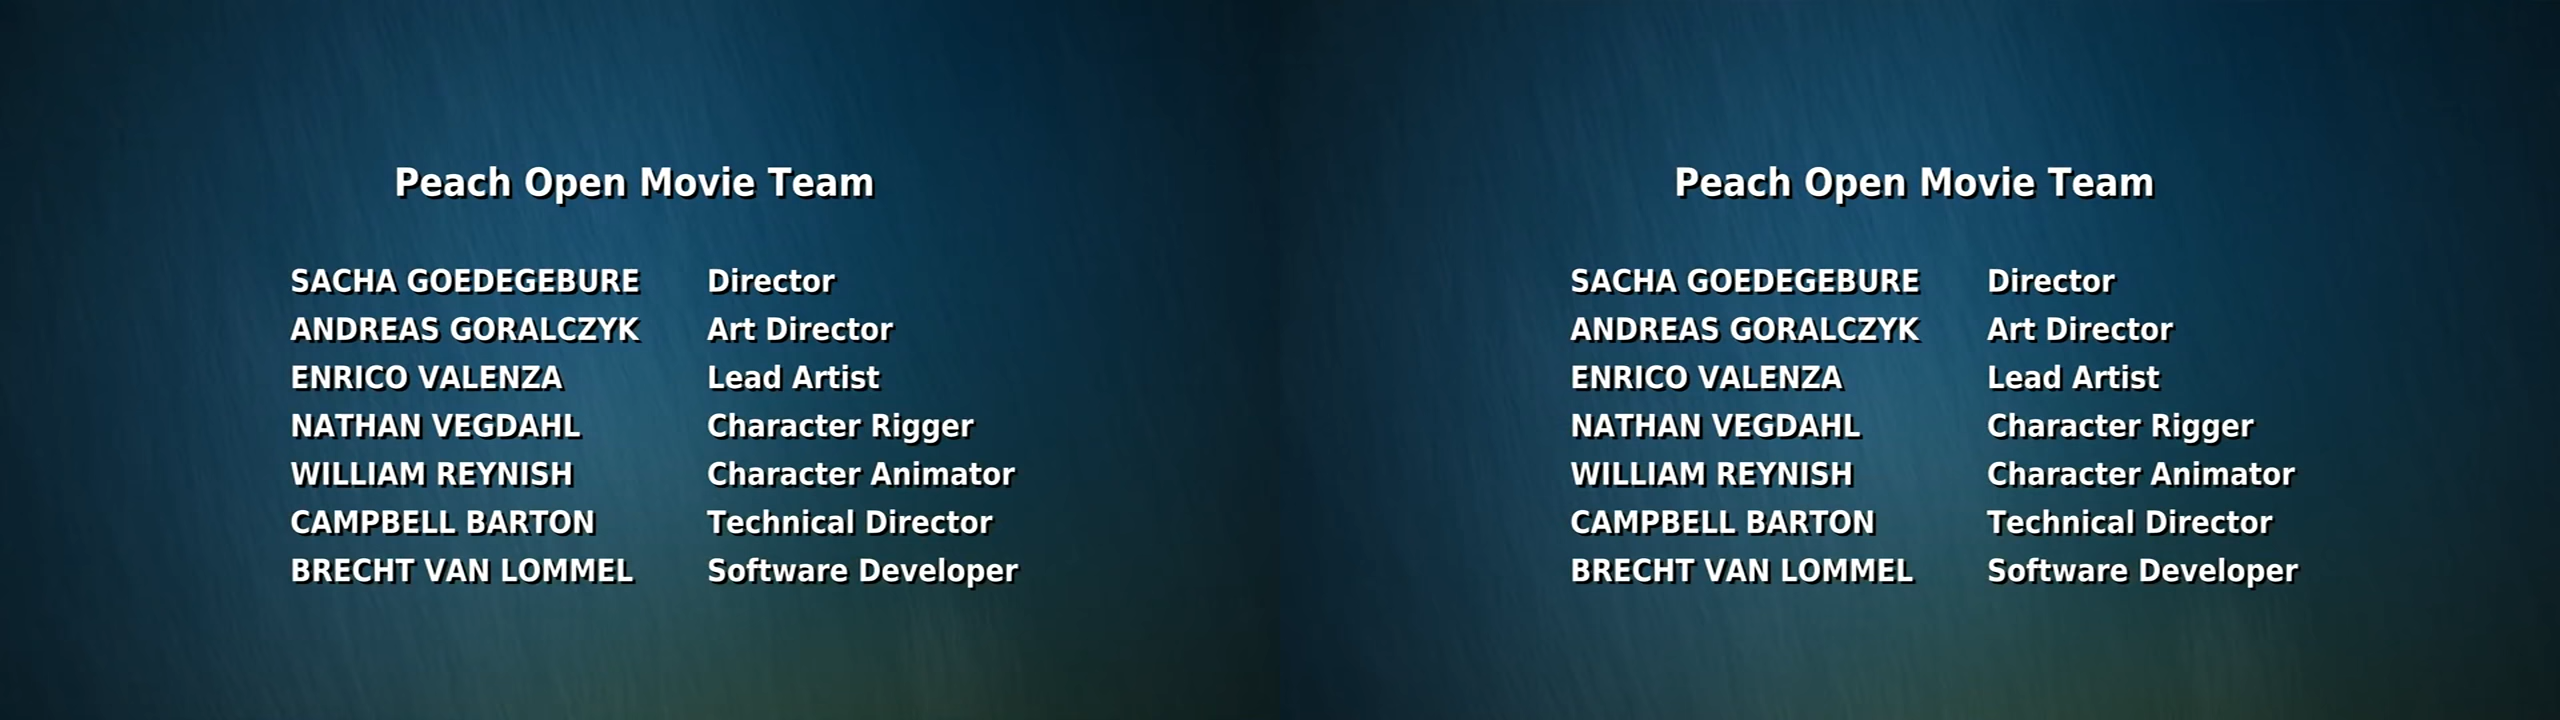 Peach Open Movie Team
SACHA GOEDEGEBURE Director
ANDREAS GORALCZYK Art Director
ENRICO VALENZA Lead Artist
NATHAN VEGDAHL Character Rigger
WILLIAM REYNISH Character Animator
CAMPBELL BARTON Technical Director
BRECHT VAN LOMMEL Software Developer
Peach Open Movie Team
SACHA GOEDEGEBURE Director
ANDREAS GORALCZYK Art Director
ENRICO VALENZA Lead Artist
NATHAN VEGDAHL Character Rigger
WILLIAM REYNISH Character Animator
CAMPBELL BARTON Technical Director
BRECHT VAN LOMMEL Software Developer